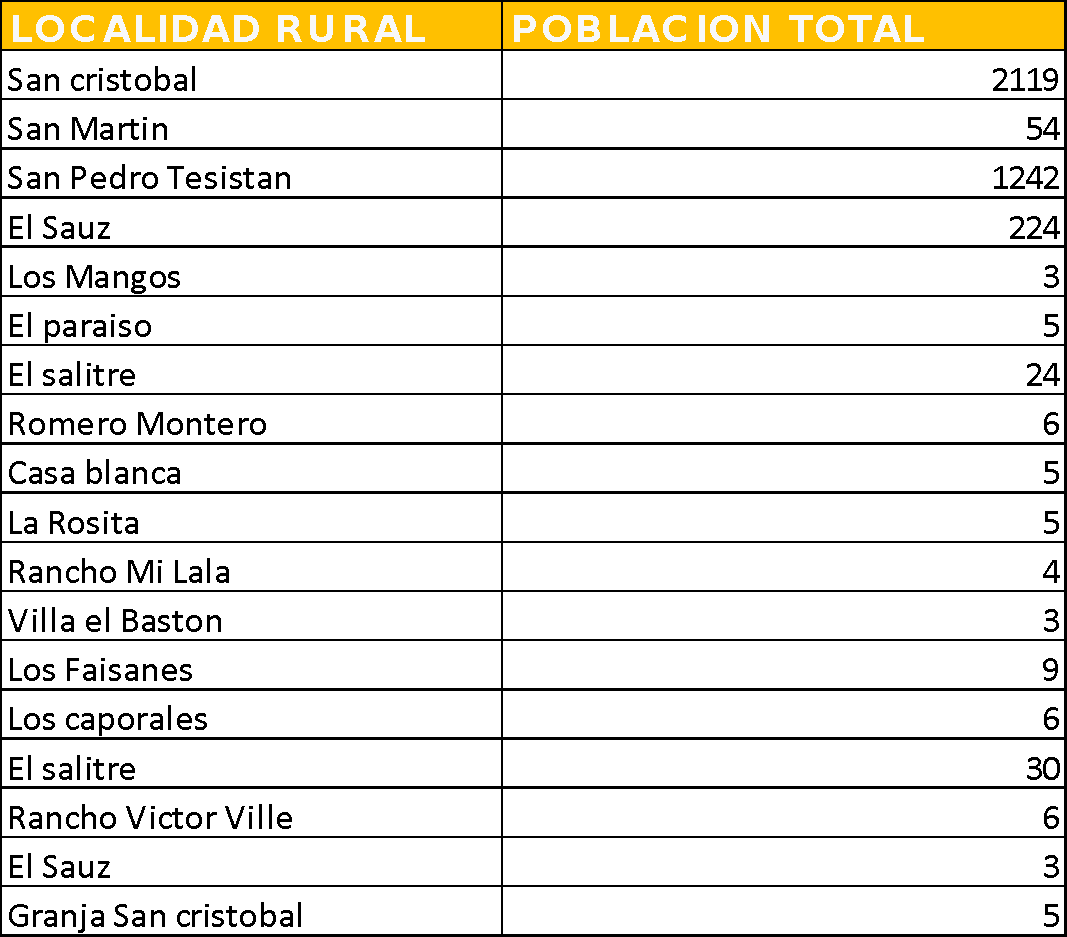 LOCALIDAD RURAL POBLACION TOTAL
San cristobal 2119
San Martin 54
San Pedro Tesistan 1242
El Sauz 224
Los Mangos 3
El paraiso 5
El salitre 24
Romero Montero 6
Casa blanca 5
La Rosita 5
Rancho Mi Lala 4
Villa el Baston 3
Los Faisanes 9
Los caporales 6
El salitre 30
Rancho Victor Ville 6
El Sauz 3
Granja San cristobal 5